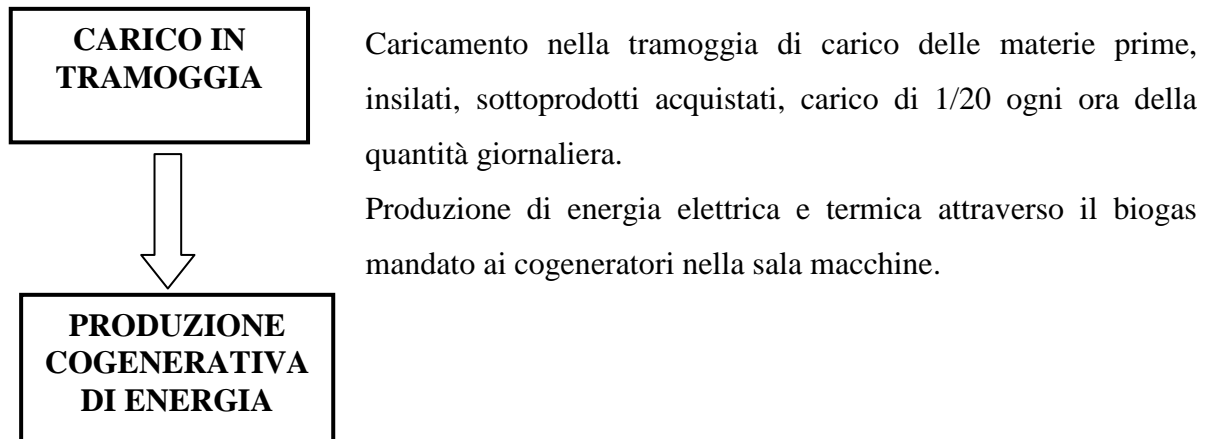 CARICO IN
TRAMOGGIA
Caricamento nella tramoggia di carico delle materie prime,
insilati, sottoprodotti acquistati, carico di 1/20 ogni ora della
quantità giornaliera.
Produzione di energia elettrica e termica attraverso il biogas
mandato ai cogeneratori nella sala macchine.
PRODUZIONE
COGENERATIVA
DI ENERGIA